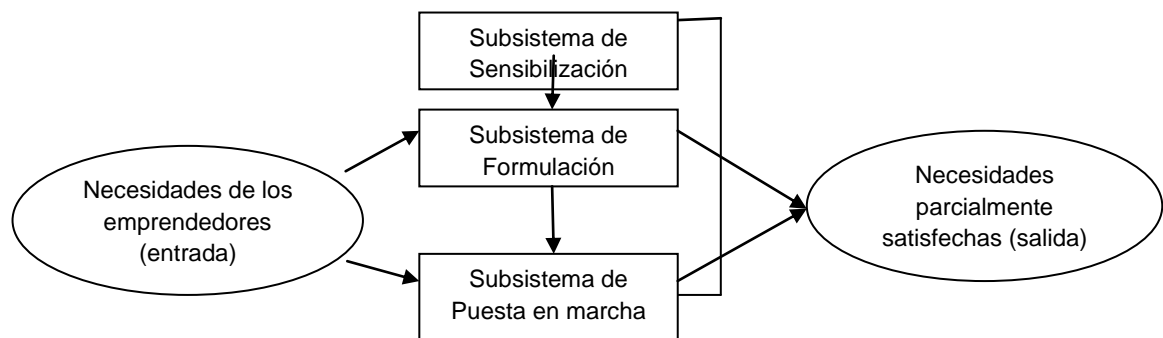 Subsistema de
Sensibilización
Subsistema de
Formulación
Necesidades de los
emprendedores
(entrada)
Necesidades
parcialmente
satisfechas (salida)
Subsistema de
Puesta en marcha